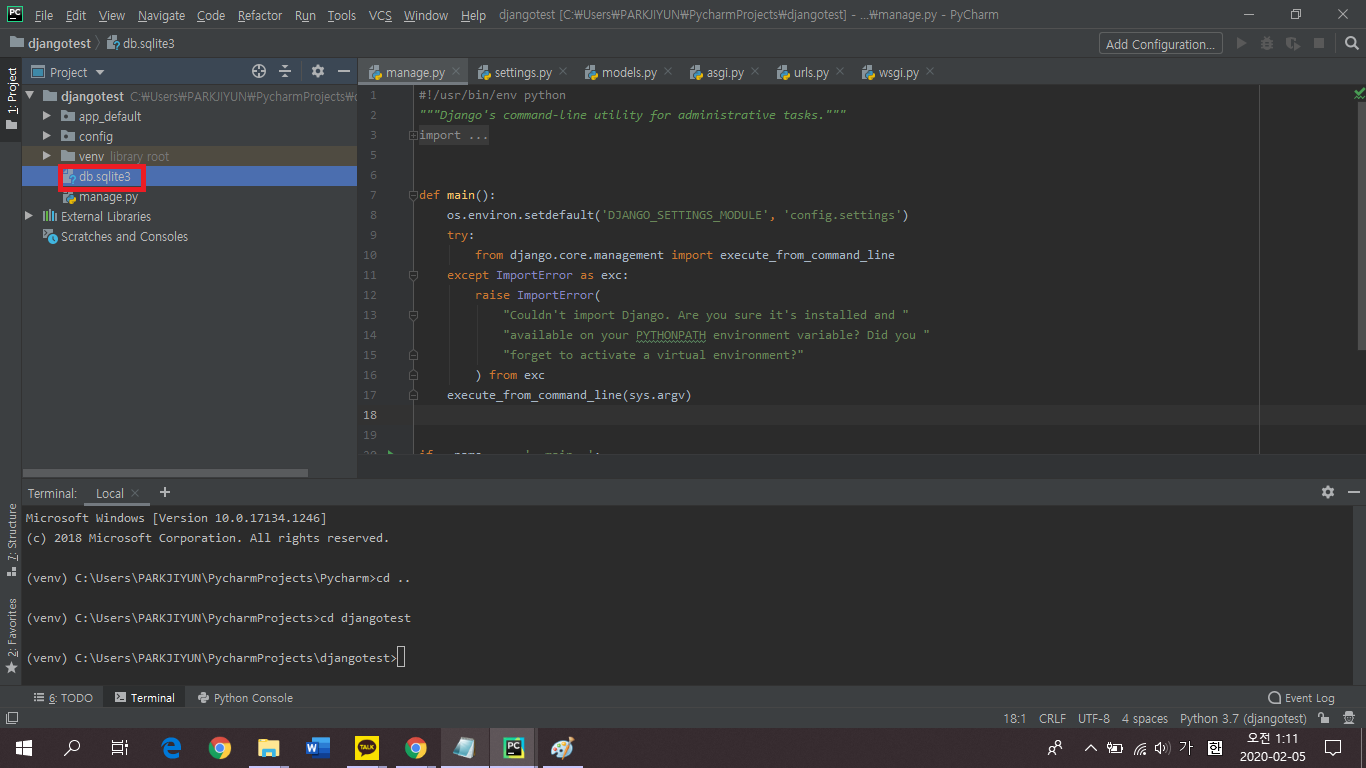 PC File Edit View Navigate Code Refactor Run Tools VCS Window Help djangotest [C:₩Users₩PARKJIYUN₩PycharmProjects₩djangotest] - ...₩manage.py - PyCharm
djangotest db.sqlite3 Add Configuration...
1: Project
Project
manage.py settings.py models.py asgi.py urls.py wsgi.py
djangotest C:₩Users₩PARKJIYUN₩PycharmProjects₩
app_default
config
venv library root
db.sqlite3
manage.py
External Libraries
Scratches and Consoles
1 #!/usr/bin/env python
2 """Django's command-line utility for administrative tasks."""
3 import ...
5
6
7 def main():
8 os.environ.setdefault('DJANGO_SETTINGS_MODULE', 'config.settings')
9 try:
10 from django.core.management import execute_from_command_line
11 except ImportError as exc:
12 raise ImportError(
13 "Couldn't import Django. Are you sure it's installed and "
14 "available on your PYTHONPATH environment variable? Did you "
15 "forget to activate a virtual environment?"
16 ) from exc
17 execute_from_command_line(sys.argv)
18
19
Terminal: Local
Microsoft Windows [Version 10.0.17134.1246]
(c) 2018 Microsoft Corporation. All rights reserved.
(venv) C:\Users\PARKJIYUN\PycharmProjects\Pycharm>cd ..
(venv) C:\Users\PARKJIYUN\PycharmProjects>cd djangotest
(venv) C:\Users\PARKJIYUN\PycharmProjects\djangotest>
7: Structure
2: Favorites
6: TODO Terminal Python Console Event Log
18:1 CRLF UTF-8 4 spaces Python 3.7 (djangotest)
W TALK PC 가 한 오전 1:11
2020-02-05